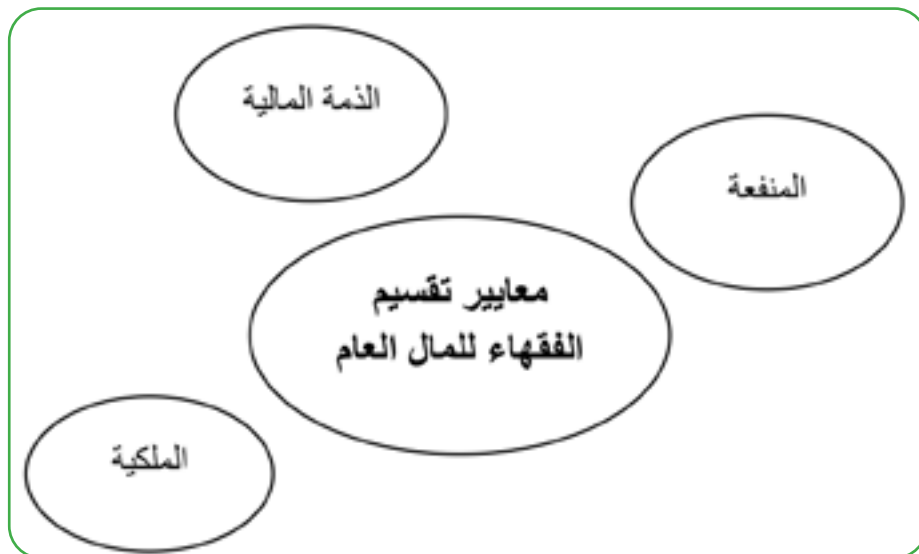 الذمة المالية
المنفعة
معايير تقسيم
الفقهاء للمال العام
الملكية